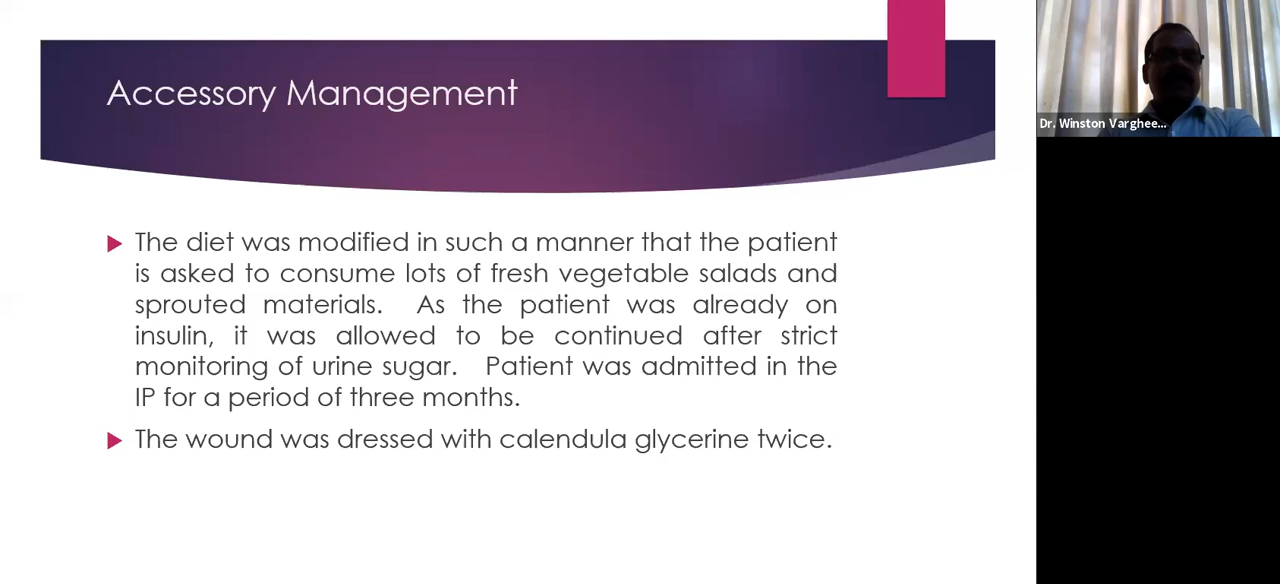 Accessory Management
The diet was modified in such a manner that the patient
is asked to consume lots of fresh vegetable salads and
sprouted materials. As the patient was already on
insulin, it was allowed to be continued after strict
monitoring of urine sugar. Patient was admitted in the
IP for a period of three months.
The wound was dressed with calendula glycerine twice.
Dr. Winston Varghee...